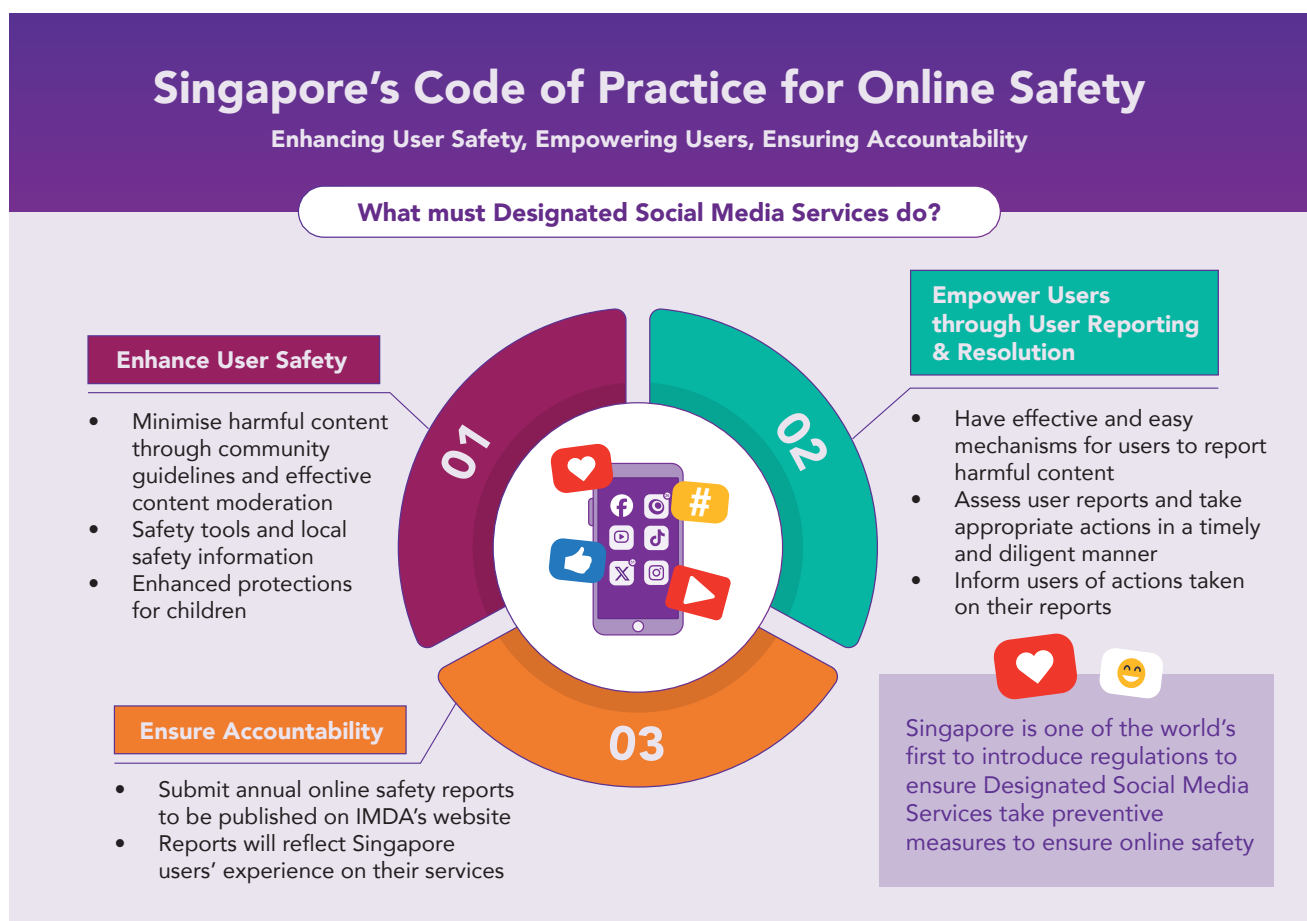 Singapore's Code of Practice for Online Safety
Enhancing User Safety, Empowering Users, Ensuring Accountability
What must Designated Social Media Services do?
01
Enhance User Safety
• Minimise harmful content
through community
guidelines and effective
content moderation
• Safety tools and local
safety information
• Enhanced protections
for children
02
Empower Users
through User Reporting
& Resolution
• Have effective and easy
mechanisms for users to report
harmful content
• Assess user reports and take
appropriate actions in a timely
and diligent manner
• Inform users of actions taken
on their reports
#
03
Ensure Accountability
• Submit annual online safety reports
to be published on IMDA's website
• Reports will reflect Singapore
users' experience on their services
Singapore is one of the world's
first to introduce regulations to
ensure Designated Social Media
Services take preventive
measures to ensure online safety